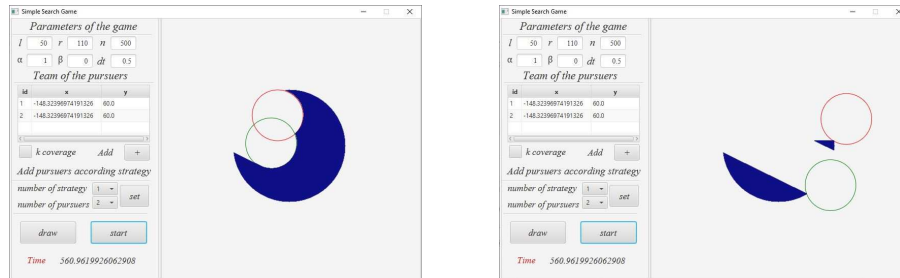 Simple Search Game
Parameters of the game
l 50 r 110 n 500
α 1 β 0 dt 0.5
Team of the pursuers
id x y
1 -148.32396974191326 60.0
2 -148.32396974191326 60.0
k coverage Add +
Add pursuers according strategy
number of strategy 1
number of pursuers 2
set
draw start
Time 560.9619926062908
Simple Search Game
Parameters of the game
l 50 r 110 n 500
α 1 β 0 dt 0.5
Team of the pursuers
id x y
1 -148.32396974191326 60.0
2 -148.32396974191326 60.0
k coverage Add +
Add pursuers according strategy
number of strategy 1
number of pursuers 2
set
draw start
Time 560.9619926062908